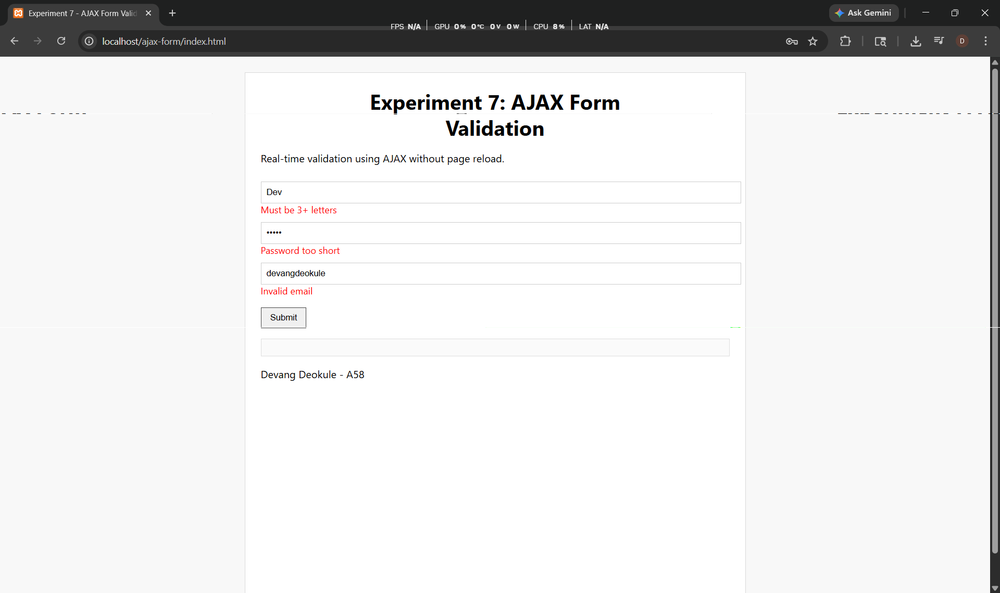 Experiment 7 - AJAX Form Valid
Ask Gemini
FPS N/A GPU 0% 0°C 0V 0W CPU 8% LAT N/A
localhost/ajax-form/index.html
D
Experiment 7: AJAX Form
Validation
Real-time validation using AJAX without page reload.
Dev
Must be 3+ letters
•••••
Password too short
devangdeokule
Invalid email
Submit
Devang Deokule - A58